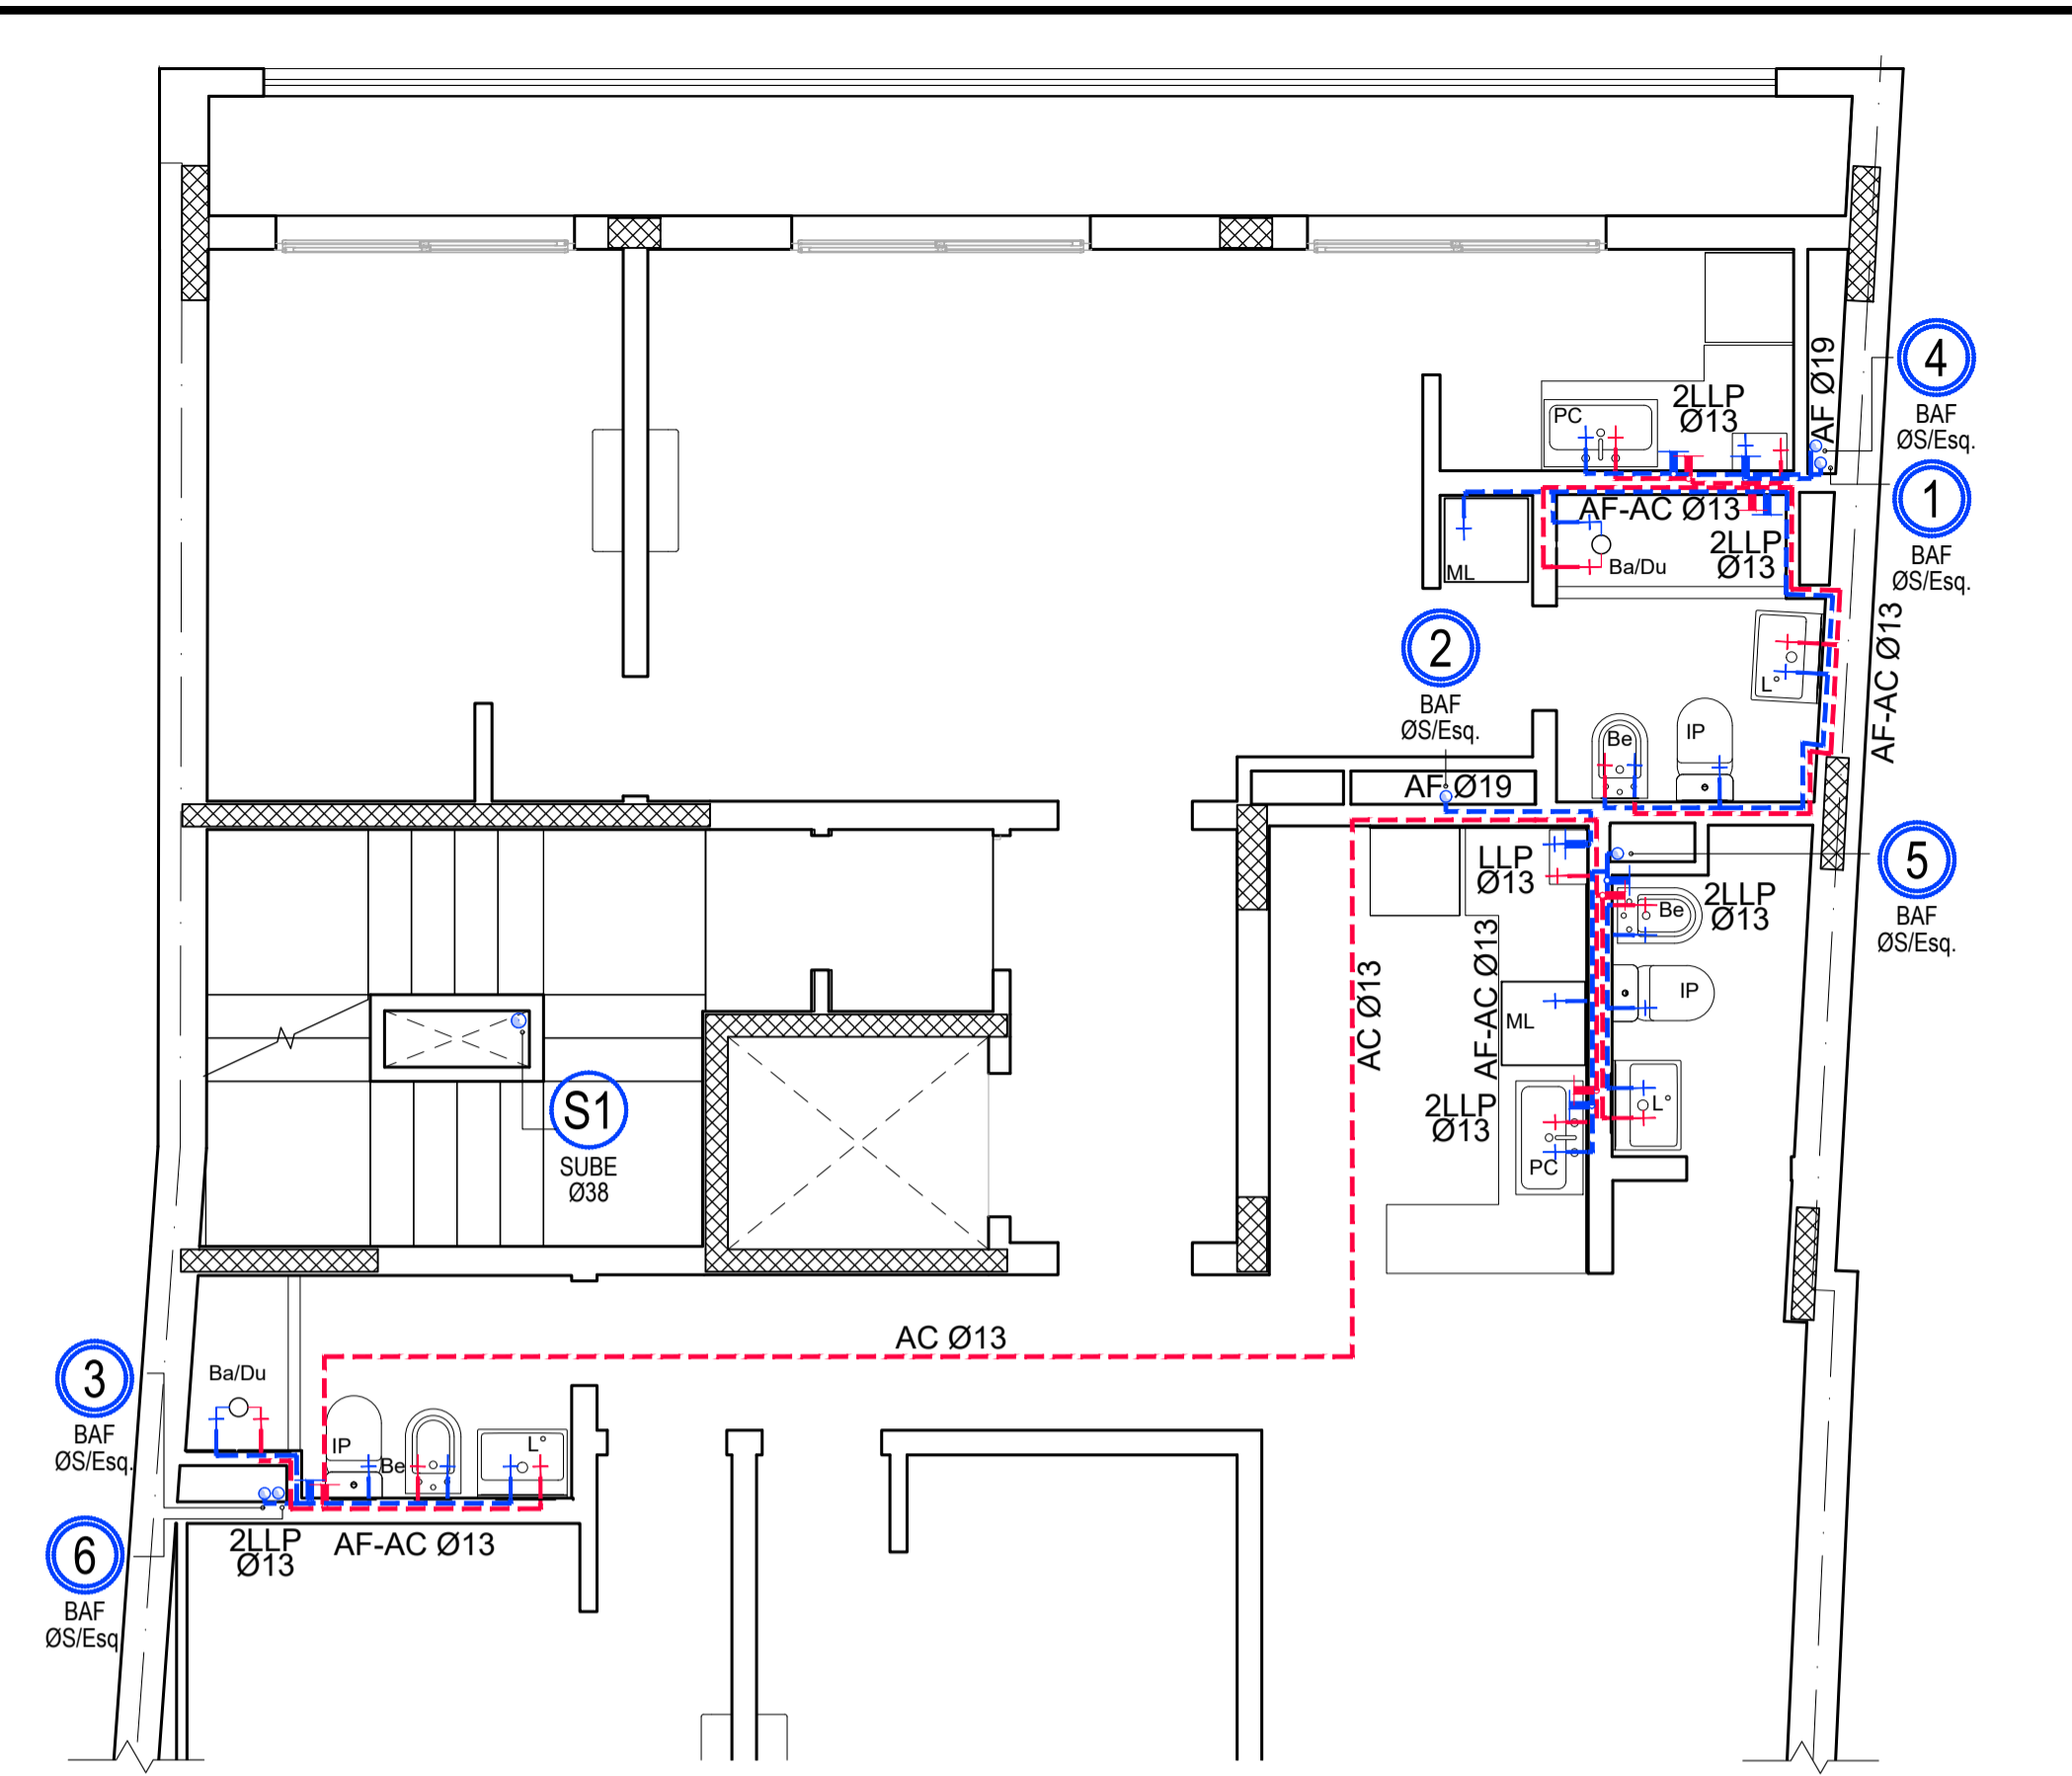 4
BAF
ØS/Esq.
AF Ø19
2LLP
Ø13
PC
1
BAF
ØS/Esq.
AF-AC Ø13
2LLP
Ø13
Ba/Du
ML
AF-AC Ø13
L°
2
BAF
ØS/Esq.
Be
IP
AF Ø19
5
BAF
ØS/Esq.
LLP
Ø13
2LLP
Ø13
Be
IP
AC Ø13
AF-AC Ø13
ML
2LLP
Ø13
PC
L°
S1
SUBE
Ø38
AC Ø13
3
BAF
ØS/Esq.
Ba/Du
IP
Be
L°
6
BAF
ØS/Esq
2LLP
Ø13
AF-AC Ø13